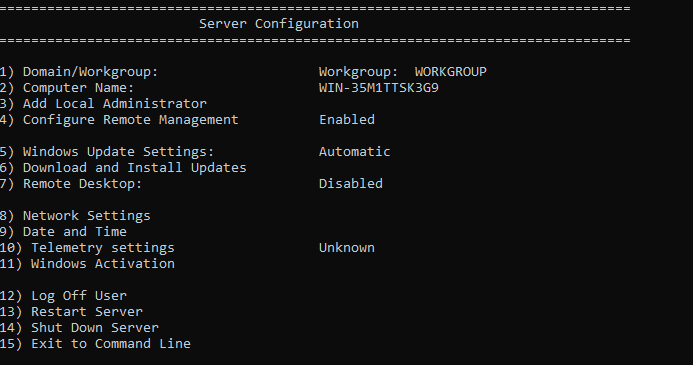 ===============================================================================
Server Configuration
===============================================================================
1) Domain/Workgroup: Workgroup: WORKGROUP
2) Computer Name: WIN-35M1TTSK3G9
3) Add Local Administrator
4) Configure Remote Management Enabled
5) Windows Update Settings: Automatic
6) Download and Install Updates
7) Remote Desktop: Disabled
8) Network Settings
9) Date and Time
10) Telemetry settings Unknown
11) Windows Activation
12) Log Off User
13) Restart Server
14) Shut Down Server
15) Exit to Command Line